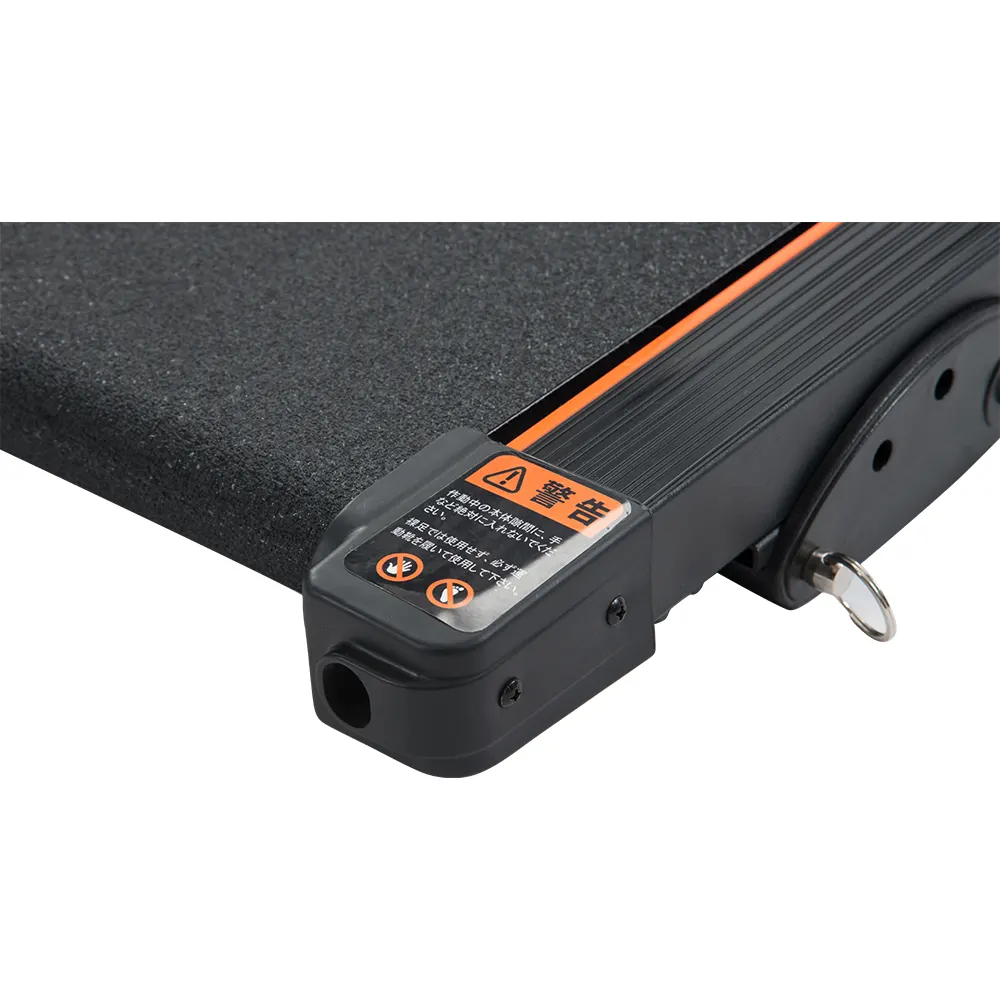 警告
作動中の本体隙間に、手
など絶対に入れないでくだ
さい。
裸足では使用せず、必ず運
動靴を履いて使用して下さい。